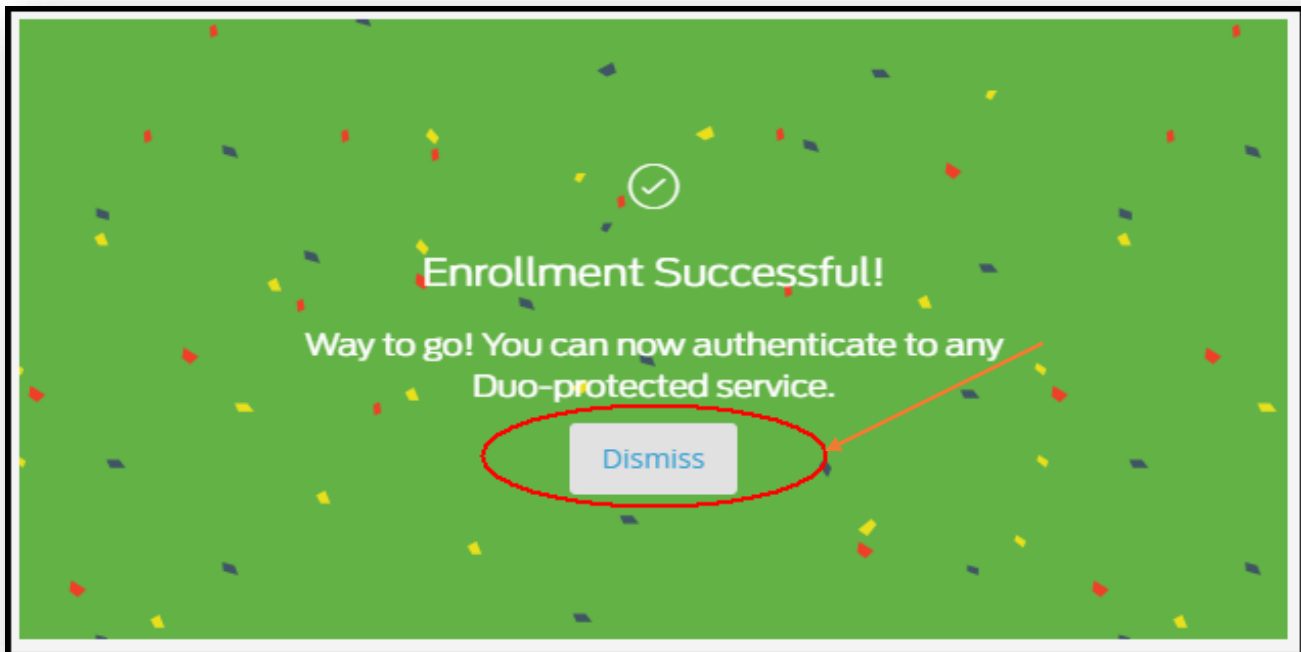 Enrollment Successful!
Way to go! You can now authenticate to any
Duo-protected service.
Dismiss